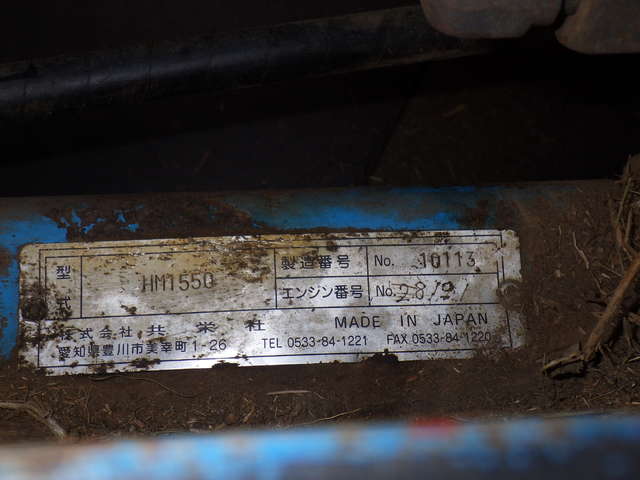 型式 HM1550 製造番号 No. 10113
エンジン番号 No.
株式会社 共栄社 MADE IN JAPAN
愛知県豊川市美幸町1-26 TEL 0533-84-1221 FAX 0533-84-1220